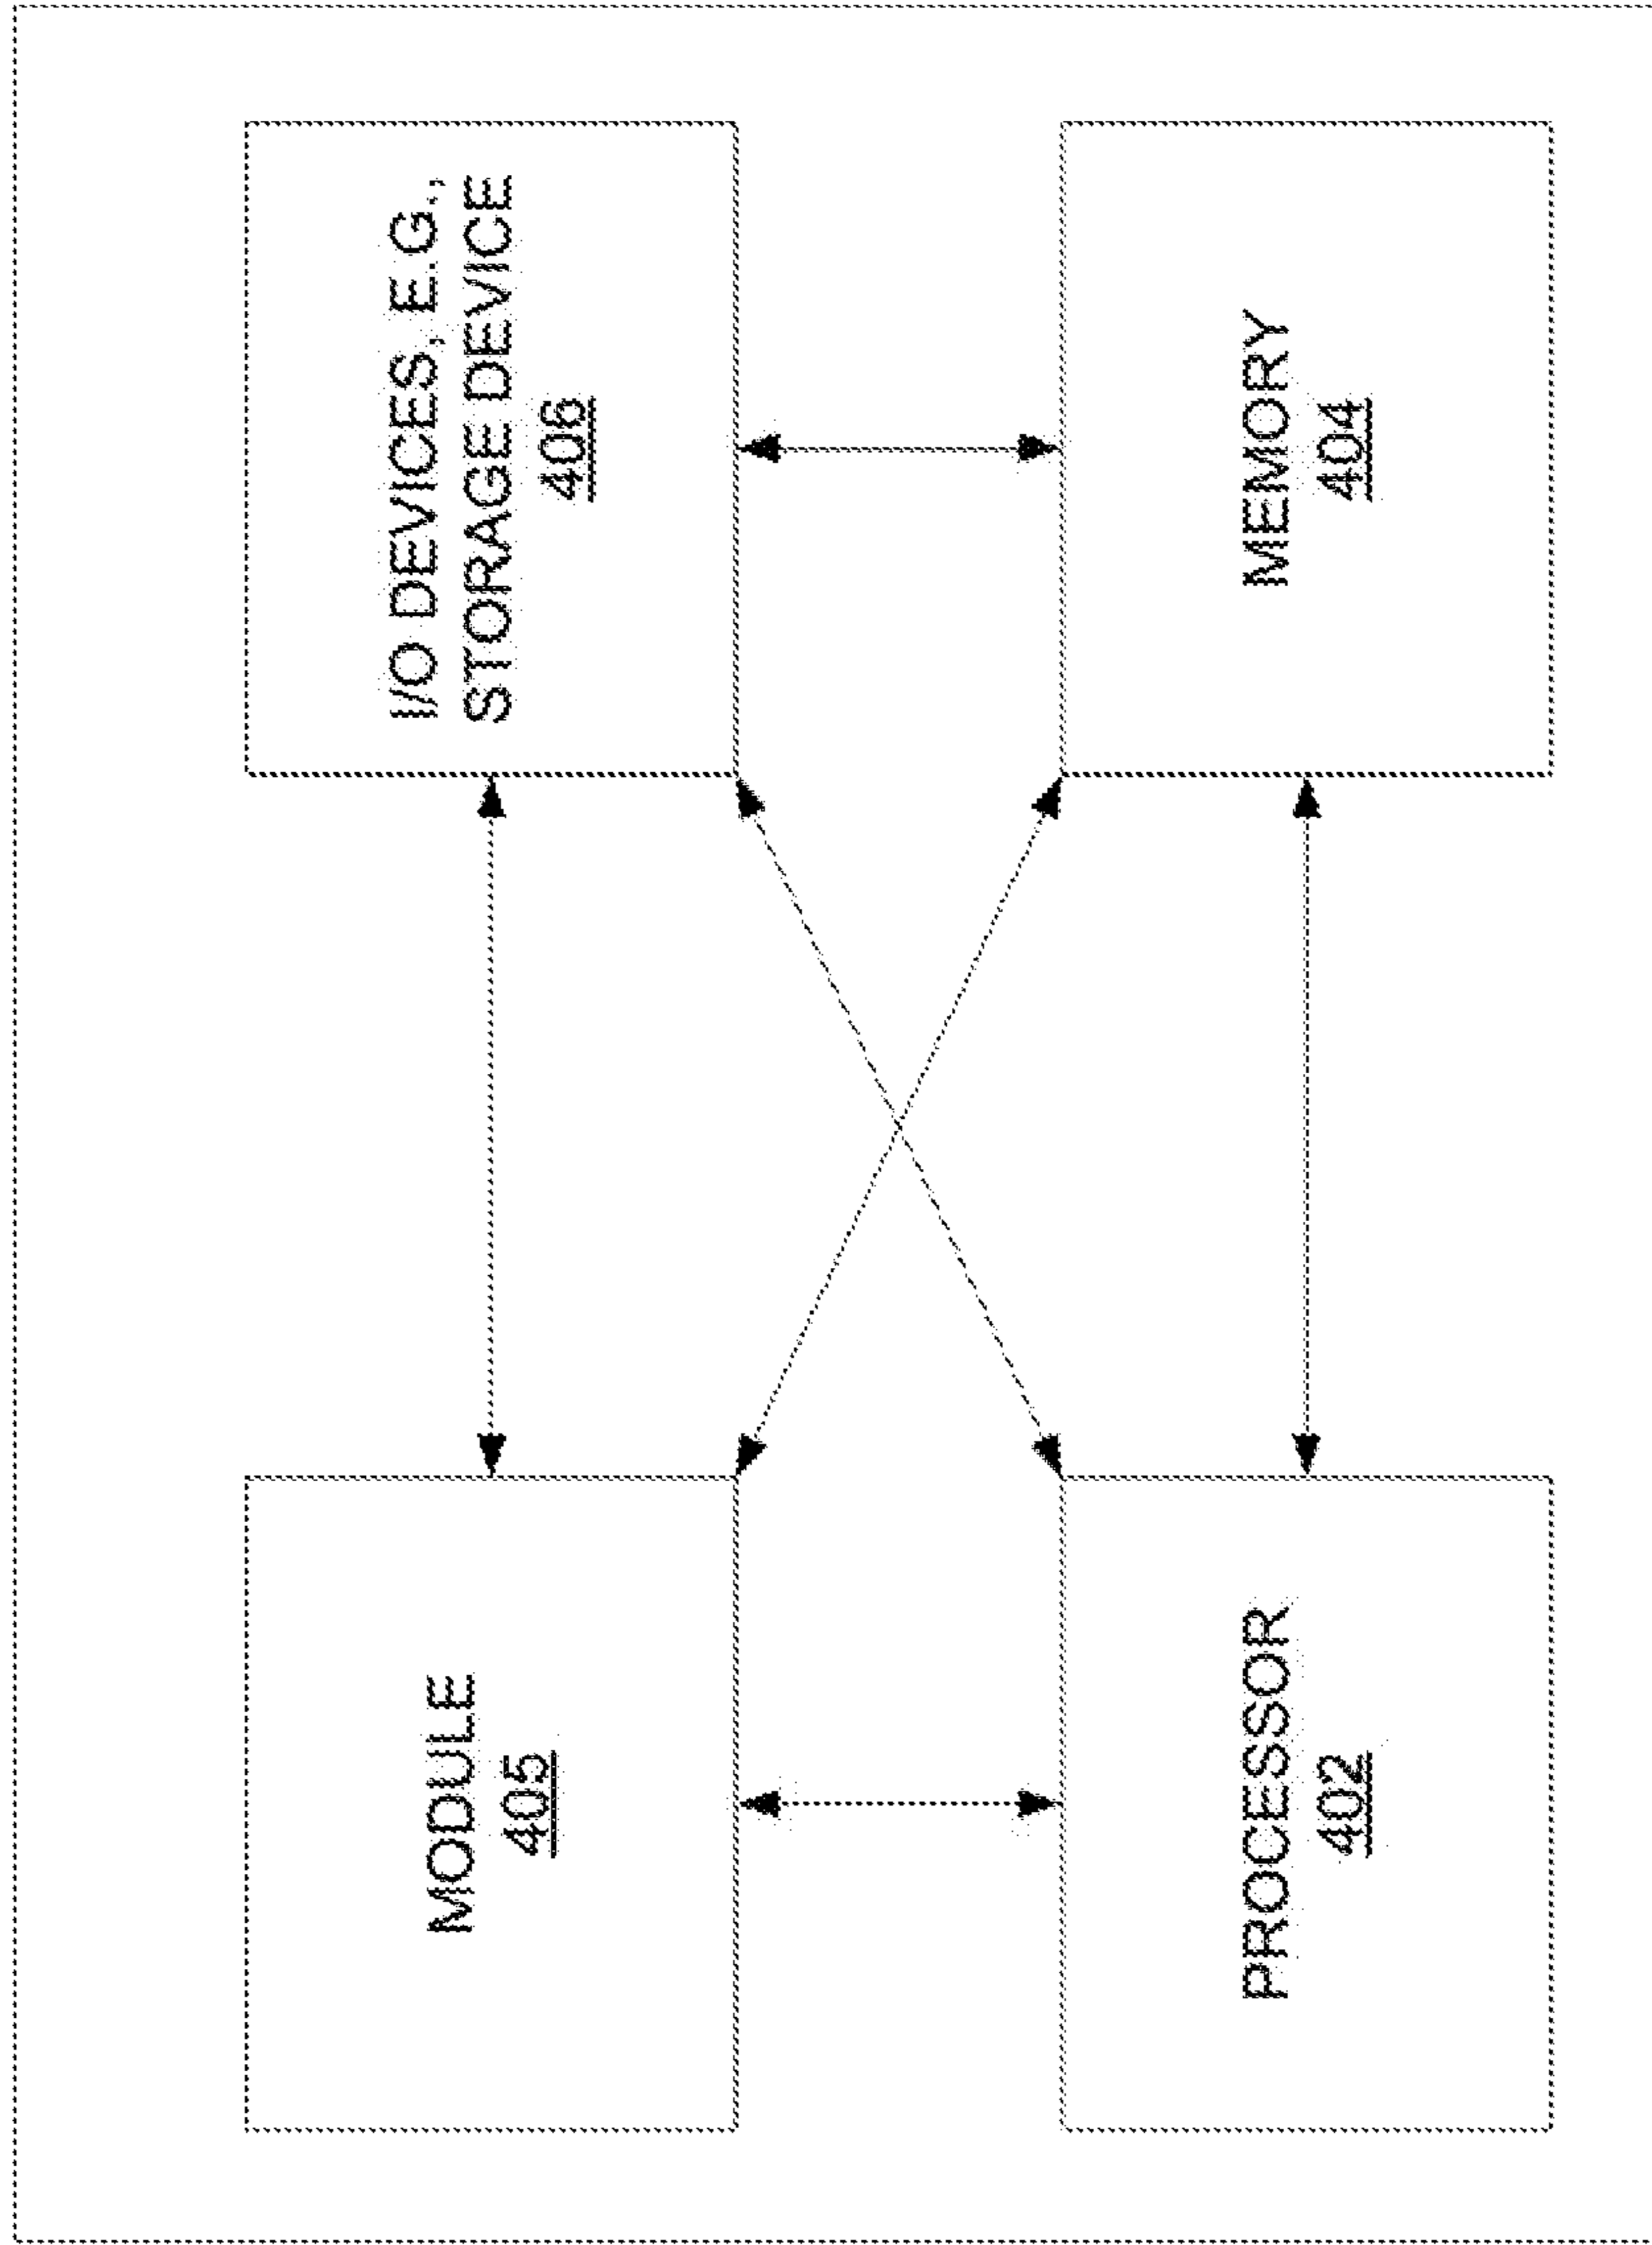 MODULE
405
I/O DEVICES, E.G.,
STORAGE DEVICE
406
PROCESSOR
402
MEMORY
404